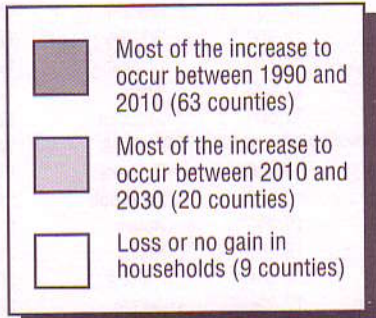 Most of the increase to
occur between 1990 and
2010 (63 counties)
Most of the increase to
occur between 2010 and
2030 (20 counties)
Loss or no gain in
households (9 counties)